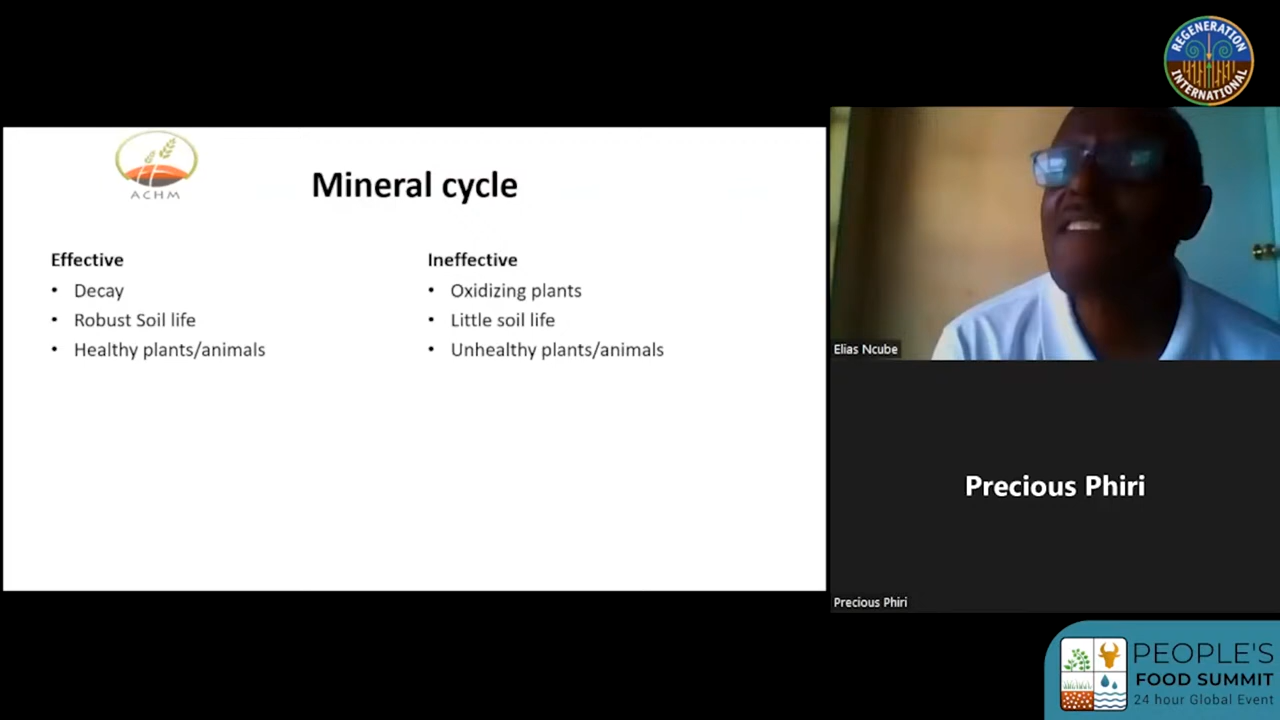 REGENERATION
INTERNATIONAL
ACHM
Mineral cycle
Effective
• Decay
• Robust Soil life
• Healthy plants/animals
Ineffective
• Oxidizing plants
• Little soil life
• Unhealthy plants/animals
Elias Ncube
Precious Phiri
Precious Phiri
PEOPLE'S
FOOD SUMMIT
24 hour Global Event